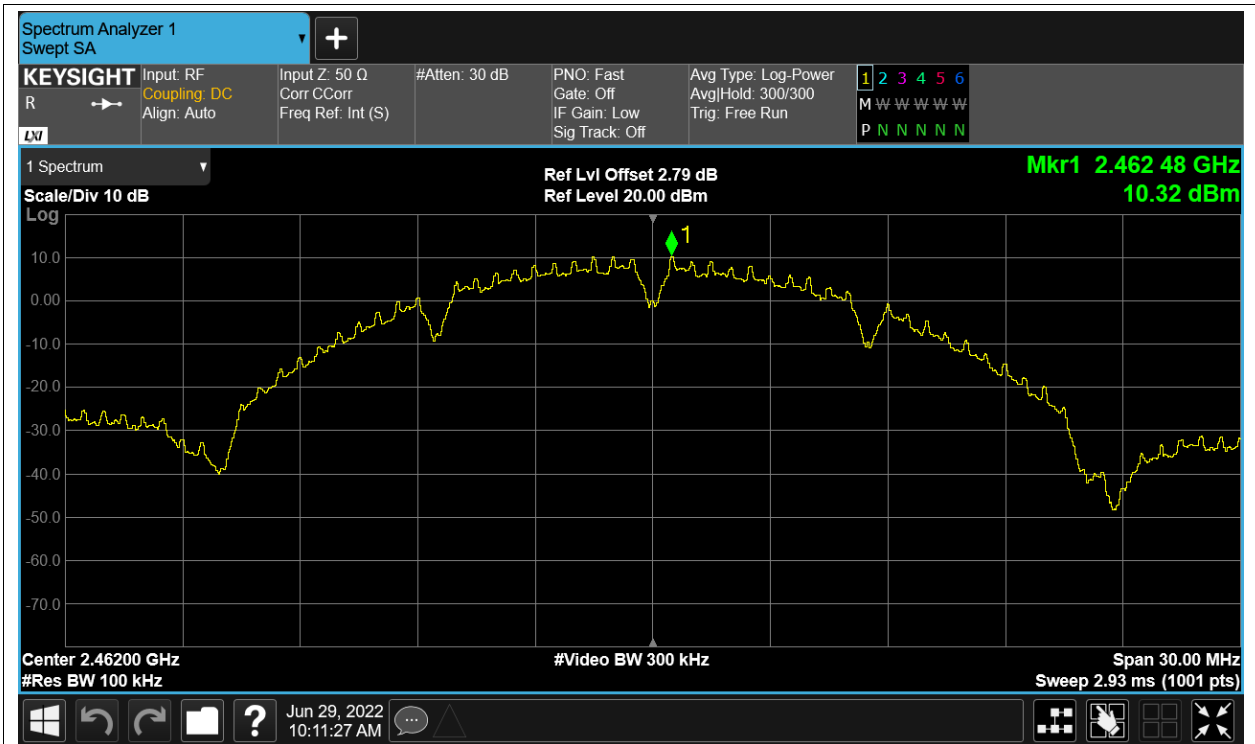 Spectrum Analyzer 1
Swept SA
+
KEYSIGHT
R
LXI
Input: RF
Coupling: DC
Align: Auto
Input Z: 50 Ω
Corr CCorr
Freq Ref: Int (S)
#Atten: 30 dB
PNO: Fast
Gate: Off
IF Gain: Low
Sig Track: Off
Avg Type: Log-Power
Avg|Hold: 300/300
Trig: Free Run
1 2 3 4 5 6
M W W W W W
P N N N N N
1 Spectrum
Scale/Div 10 dB
Log
Ref Lvl Offset 2.79 dB
Ref Level 20.00 dBm
Mkr1 2.462 48 GHz
10.32 dBm
1
10.0
0.00
-10.0
-20.0
-30.0
-40.0
-50.0
-60.0
-70.0
Center 2.46200 GHz
#Res BW 100 kHz
#Video BW 300 kHz
Span 30.00 MHz
Sweep 2.93 ms (1001 pts)
?
Jun 29, 2022
10:11:27 AM